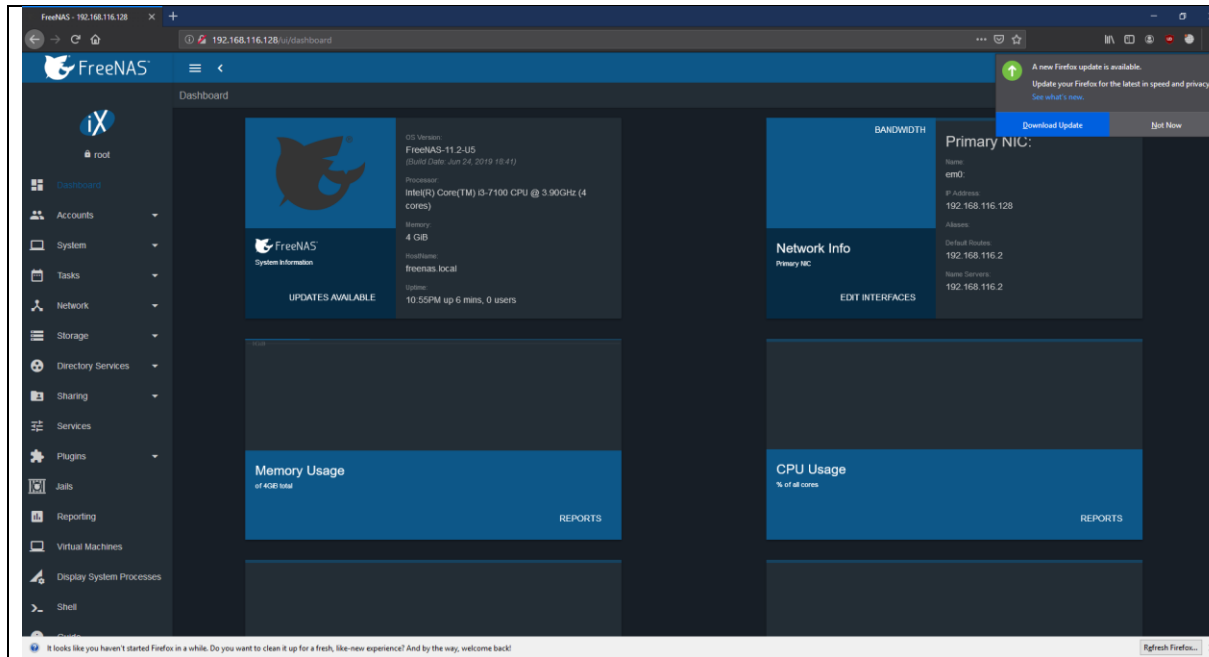 FreeNAS - 192.168.116.128
192.168.116.128/ui/dashboard
A new Firefox update is available.
Update your Firefox for the latest in speed and privacy
See what's new.
Download Update
Not Now
FreeNAS
Dashboard
iX
root
Dashboard
Accounts
System
Tasks
Network
Storage
Directory Services
Sharing
Services
Plugins
Jails
Reporting
Virtual Machines
Display System Processes
Shell
Guide
FreeNAS
System Information
UPDATES AVAILABLE
OS Version:
FreeNAS-11.2-U5
(Build Date: Jun 24, 2019 18:41)
Processor:
Intel(R) Core(TM) i3-7100 CPU @ 3.90GHz (4
cores)
Memory:
4 GiB
HostName:
freenas.local
Uptime:
10:55PM up 6 mins, 0 users
BANDWIDTH
Network Info
Primary NIC
EDIT INTERFACES
Primary NIC:
Name:
em0:
IP Address:
192.168.116.128
Aliases:
Default Routes:
192.168.116.2
Name Servers:
192.168.116.2
Memory Usage
of 4GiB total
REPORTS
CPU Usage
% of all cores
REPORTS
It looks like you haven't started Firefox in a while. Do you want to clean it up for a fresh, like-new experience? And by the way, welcome back!
Refresh Firefox...